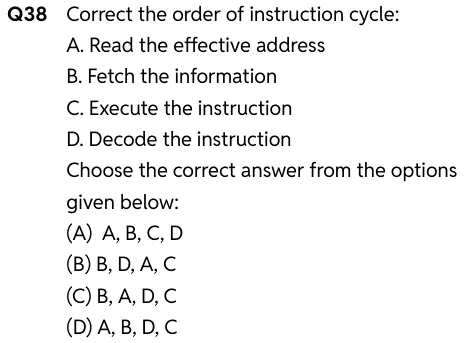 Q38 Correct the order of instruction cycle:
A. Read the effective address
B. Fetch the information
C. Execute the instruction
D. Decode the instruction
Choose the correct answer from the options
given below:
(A) A, B, C, D
(B) B, D, A, C
(C) B, A, D, C
(D) A, B, D, C